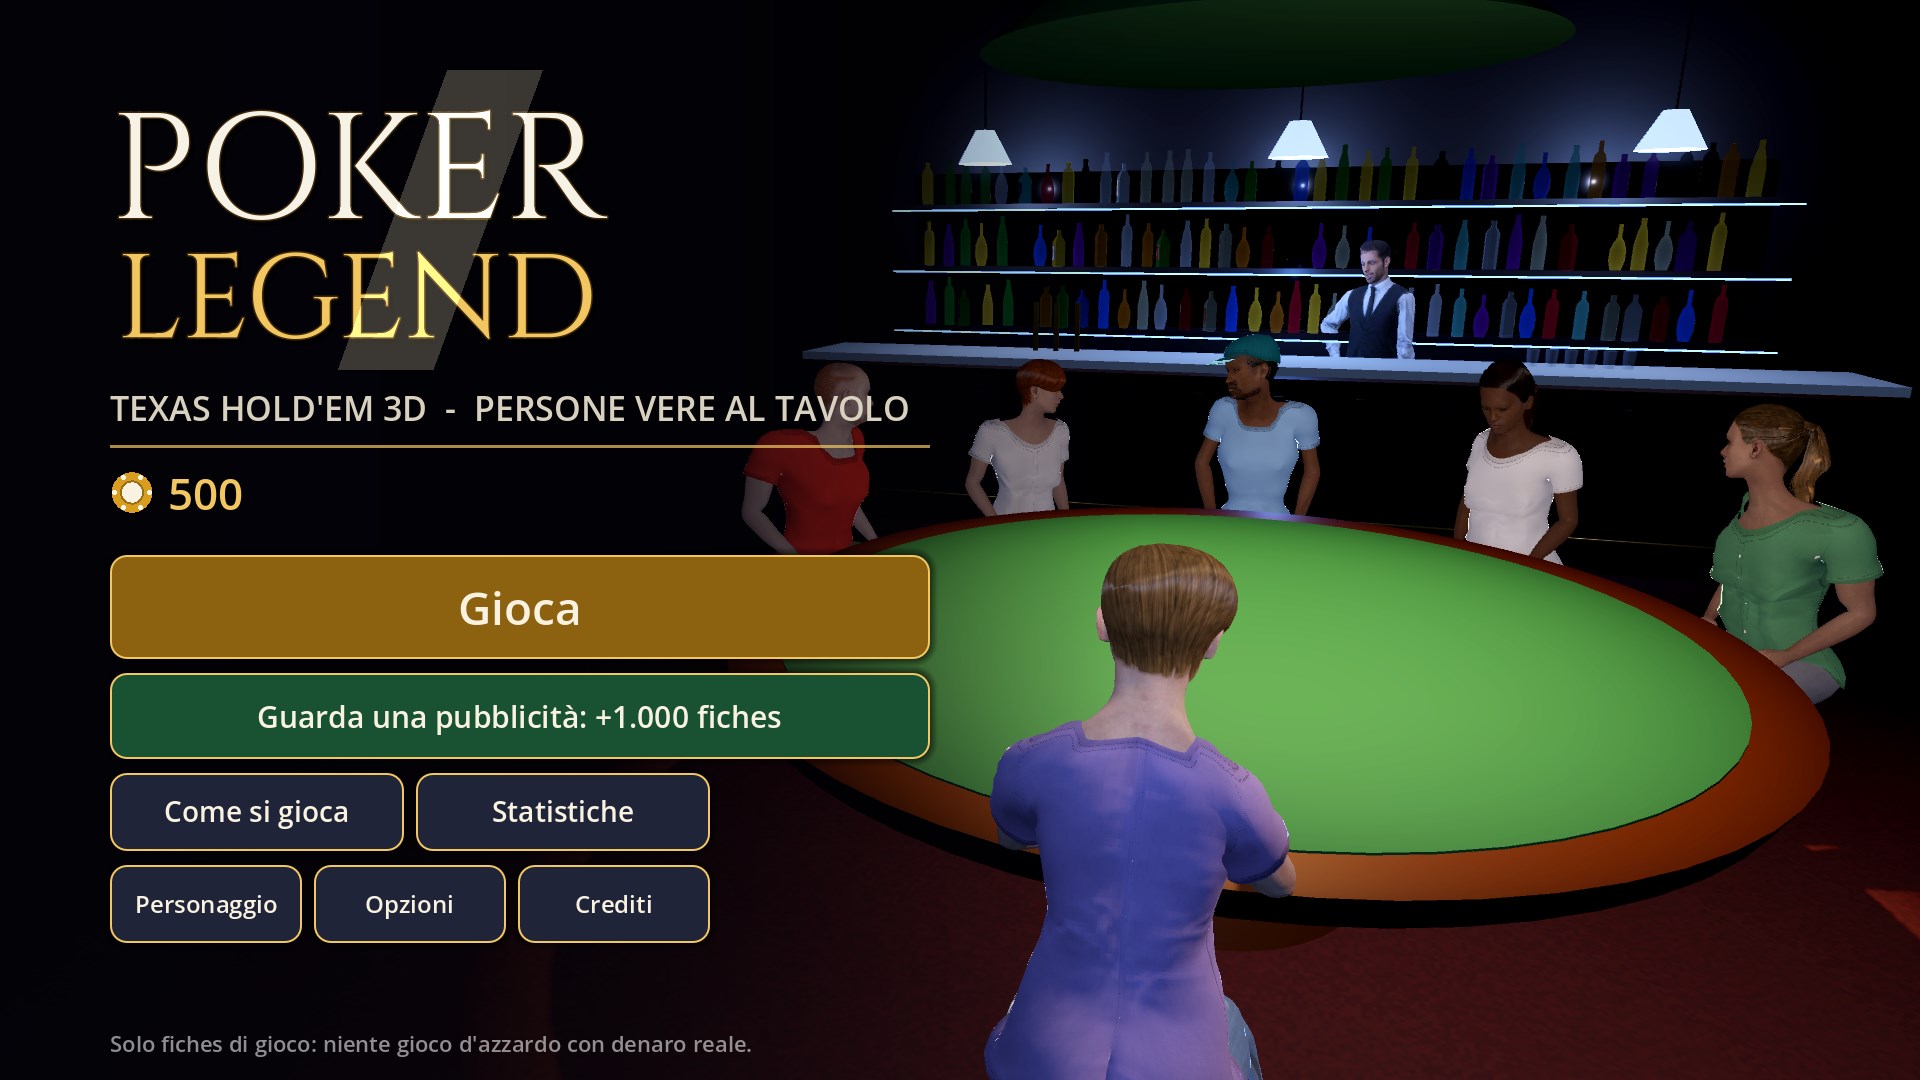 POKER
LEGEND
TEXAS HOLD'EM 3D - PERSONE VERE AL TAVOLO
500
Gioca
Guarda una pubblicità: +1.000 fiches
Come si gioca
Statistiche
Personaggio
Opzioni
Crediti
Solo fiches di gioco: niente gioco d'azzardo con denaro reale.